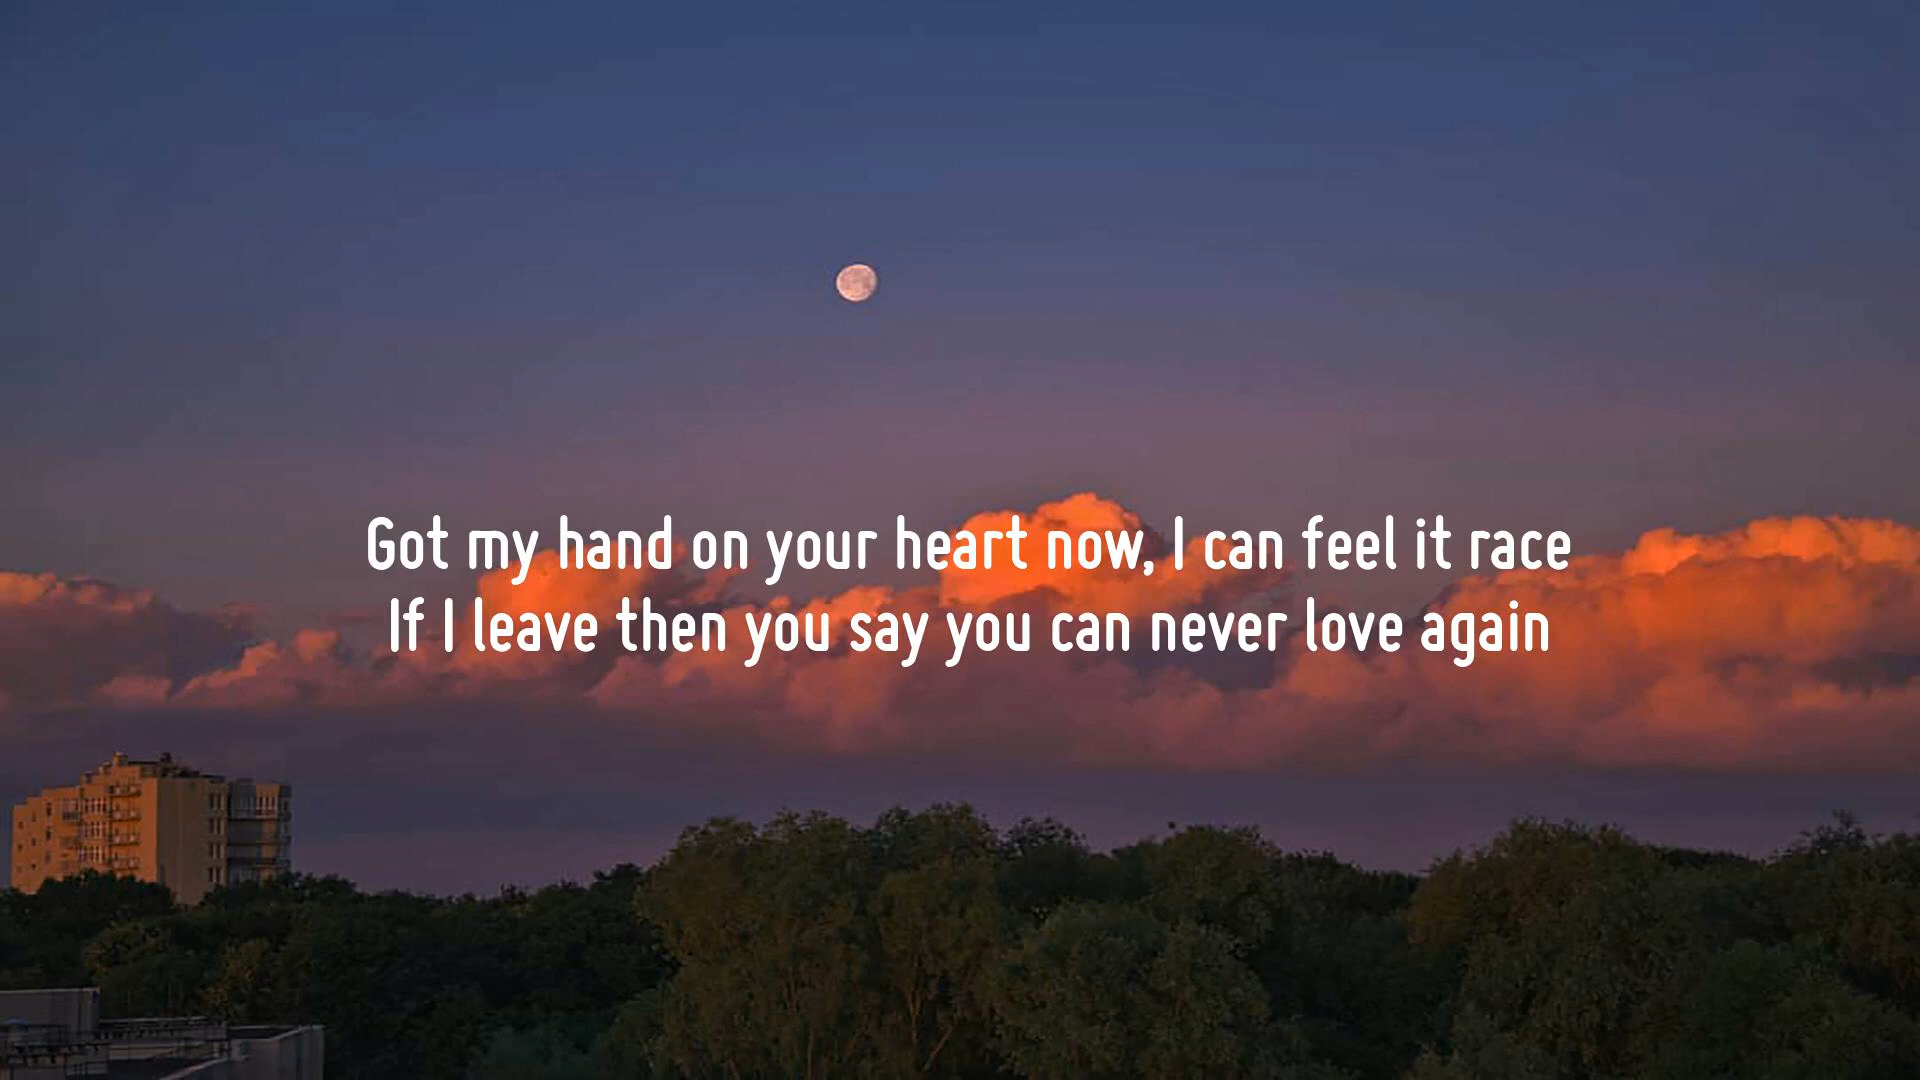 Got my hand on your heart now, I can feel it race
If I leave then you say you can never love again